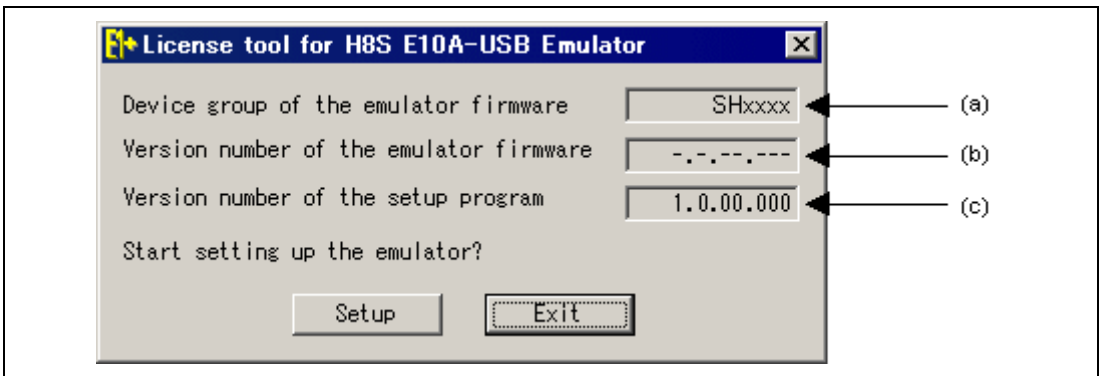 License tool for H8S E10A-USB Emulator
Device group of the emulator firmware SHxxxx (a)
Version number of the emulator firmware -.-.--.--- (b)
Version number of the setup program 1.0.00.000 (c)
Start setting up the emulator?
Setup Exit